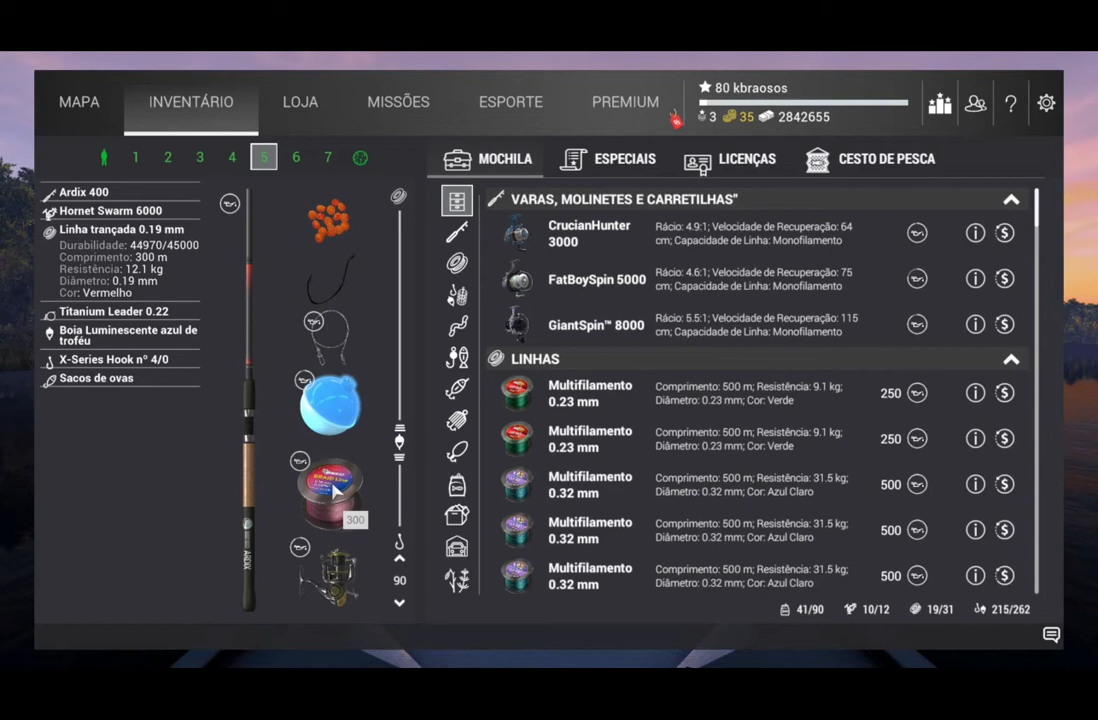 MAPA
INVENTÁRIO
LOJA
MISSÕES
ESPORTE
PREMIUM
80 kbraosos
3 35 2842655
?
1 2 3 4 5 6 7
MOCHILA
ESPECIAIS
LICENÇAS
CESTO DE PESCA
Ardix 400
Hornet Swarm 6000
Linha trançada 0.19 mm
Durabilidade: 44970/45000
Comprimento: 300 m
Resistência: 12.1 kg
Diâmetro: 0.19 mm
Cor: Vermelho
Titanium Leader 0.22
Boia Luminescente azul de
troféu
X-Series Hook nº 4/0
Sacos de ovas
ARDIX
BRAID Line
300
90
VARAS, MOLINETES E CARRETILHAS"
CrucianHunter
3000
Rácio: 4.9:1; Velocidade de Recuperação: 64
cm; Capacidade de Linha: Monofilamento
FatBoySpin 5000
Rácio: 4.6:1; Velocidade de Recuperação: 75
cm; Capacidade de Linha: Monofilamento
GiantSpin™ 8000
Rácio: 5.5:1; Velocidade de Recuperação: 115
cm; Capacidade de Linha: Monofilamento
LINHAS
Multifilamento
0.23 mm
Comprimento: 500 m; Resistência: 9.1 kg;
Diâmetro: 0.23 mm; Cor: Verde
250
Multifilamento
0.23 mm
Comprimento: 500 m; Resistência: 9.1 kg;
Diâmetro: 0.23 mm; Cor: Verde
250
Multifilamento
0.32 mm
Comprimento: 500 m; Resistência: 31.5 kg;
Diâmetro: 0.32 mm; Cor: Azul Claro
500
Multifilamento
0.32 mm
Comprimento: 500 m; Resistência: 31.5 kg;
Diâmetro: 0.32 mm; Cor: Azul Claro
500
Multifilamento
0.32 mm
Comprimento: 500 m; Resistência: 31.5 kg;
Diâmetro: 0.32 mm; Cor: Azul Claro
500
41/90 10/12 19/31 215/262